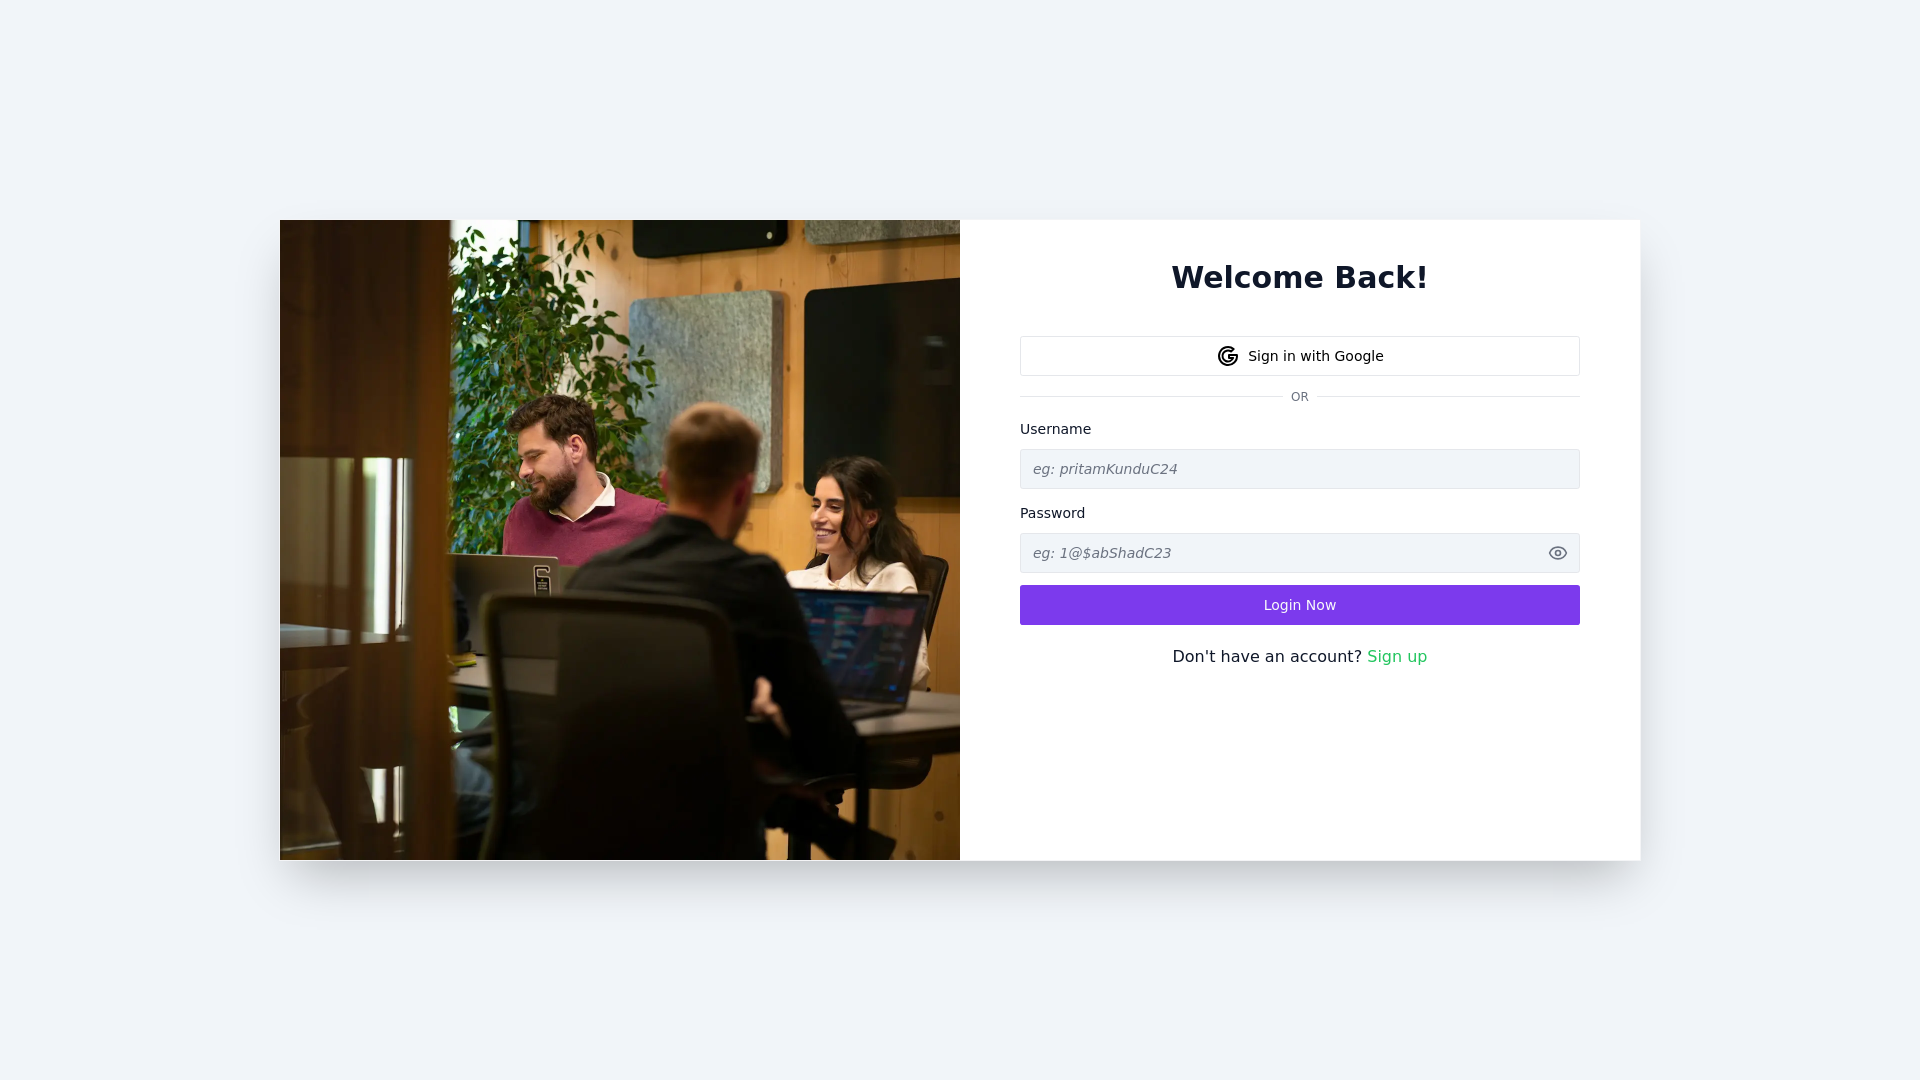 Welcome Back!
Sign in with Google
OR
Username
eg: pritamKunduC24
Password
eg: 1@$abShadC23
Login Now
Don't have an account? Sign up